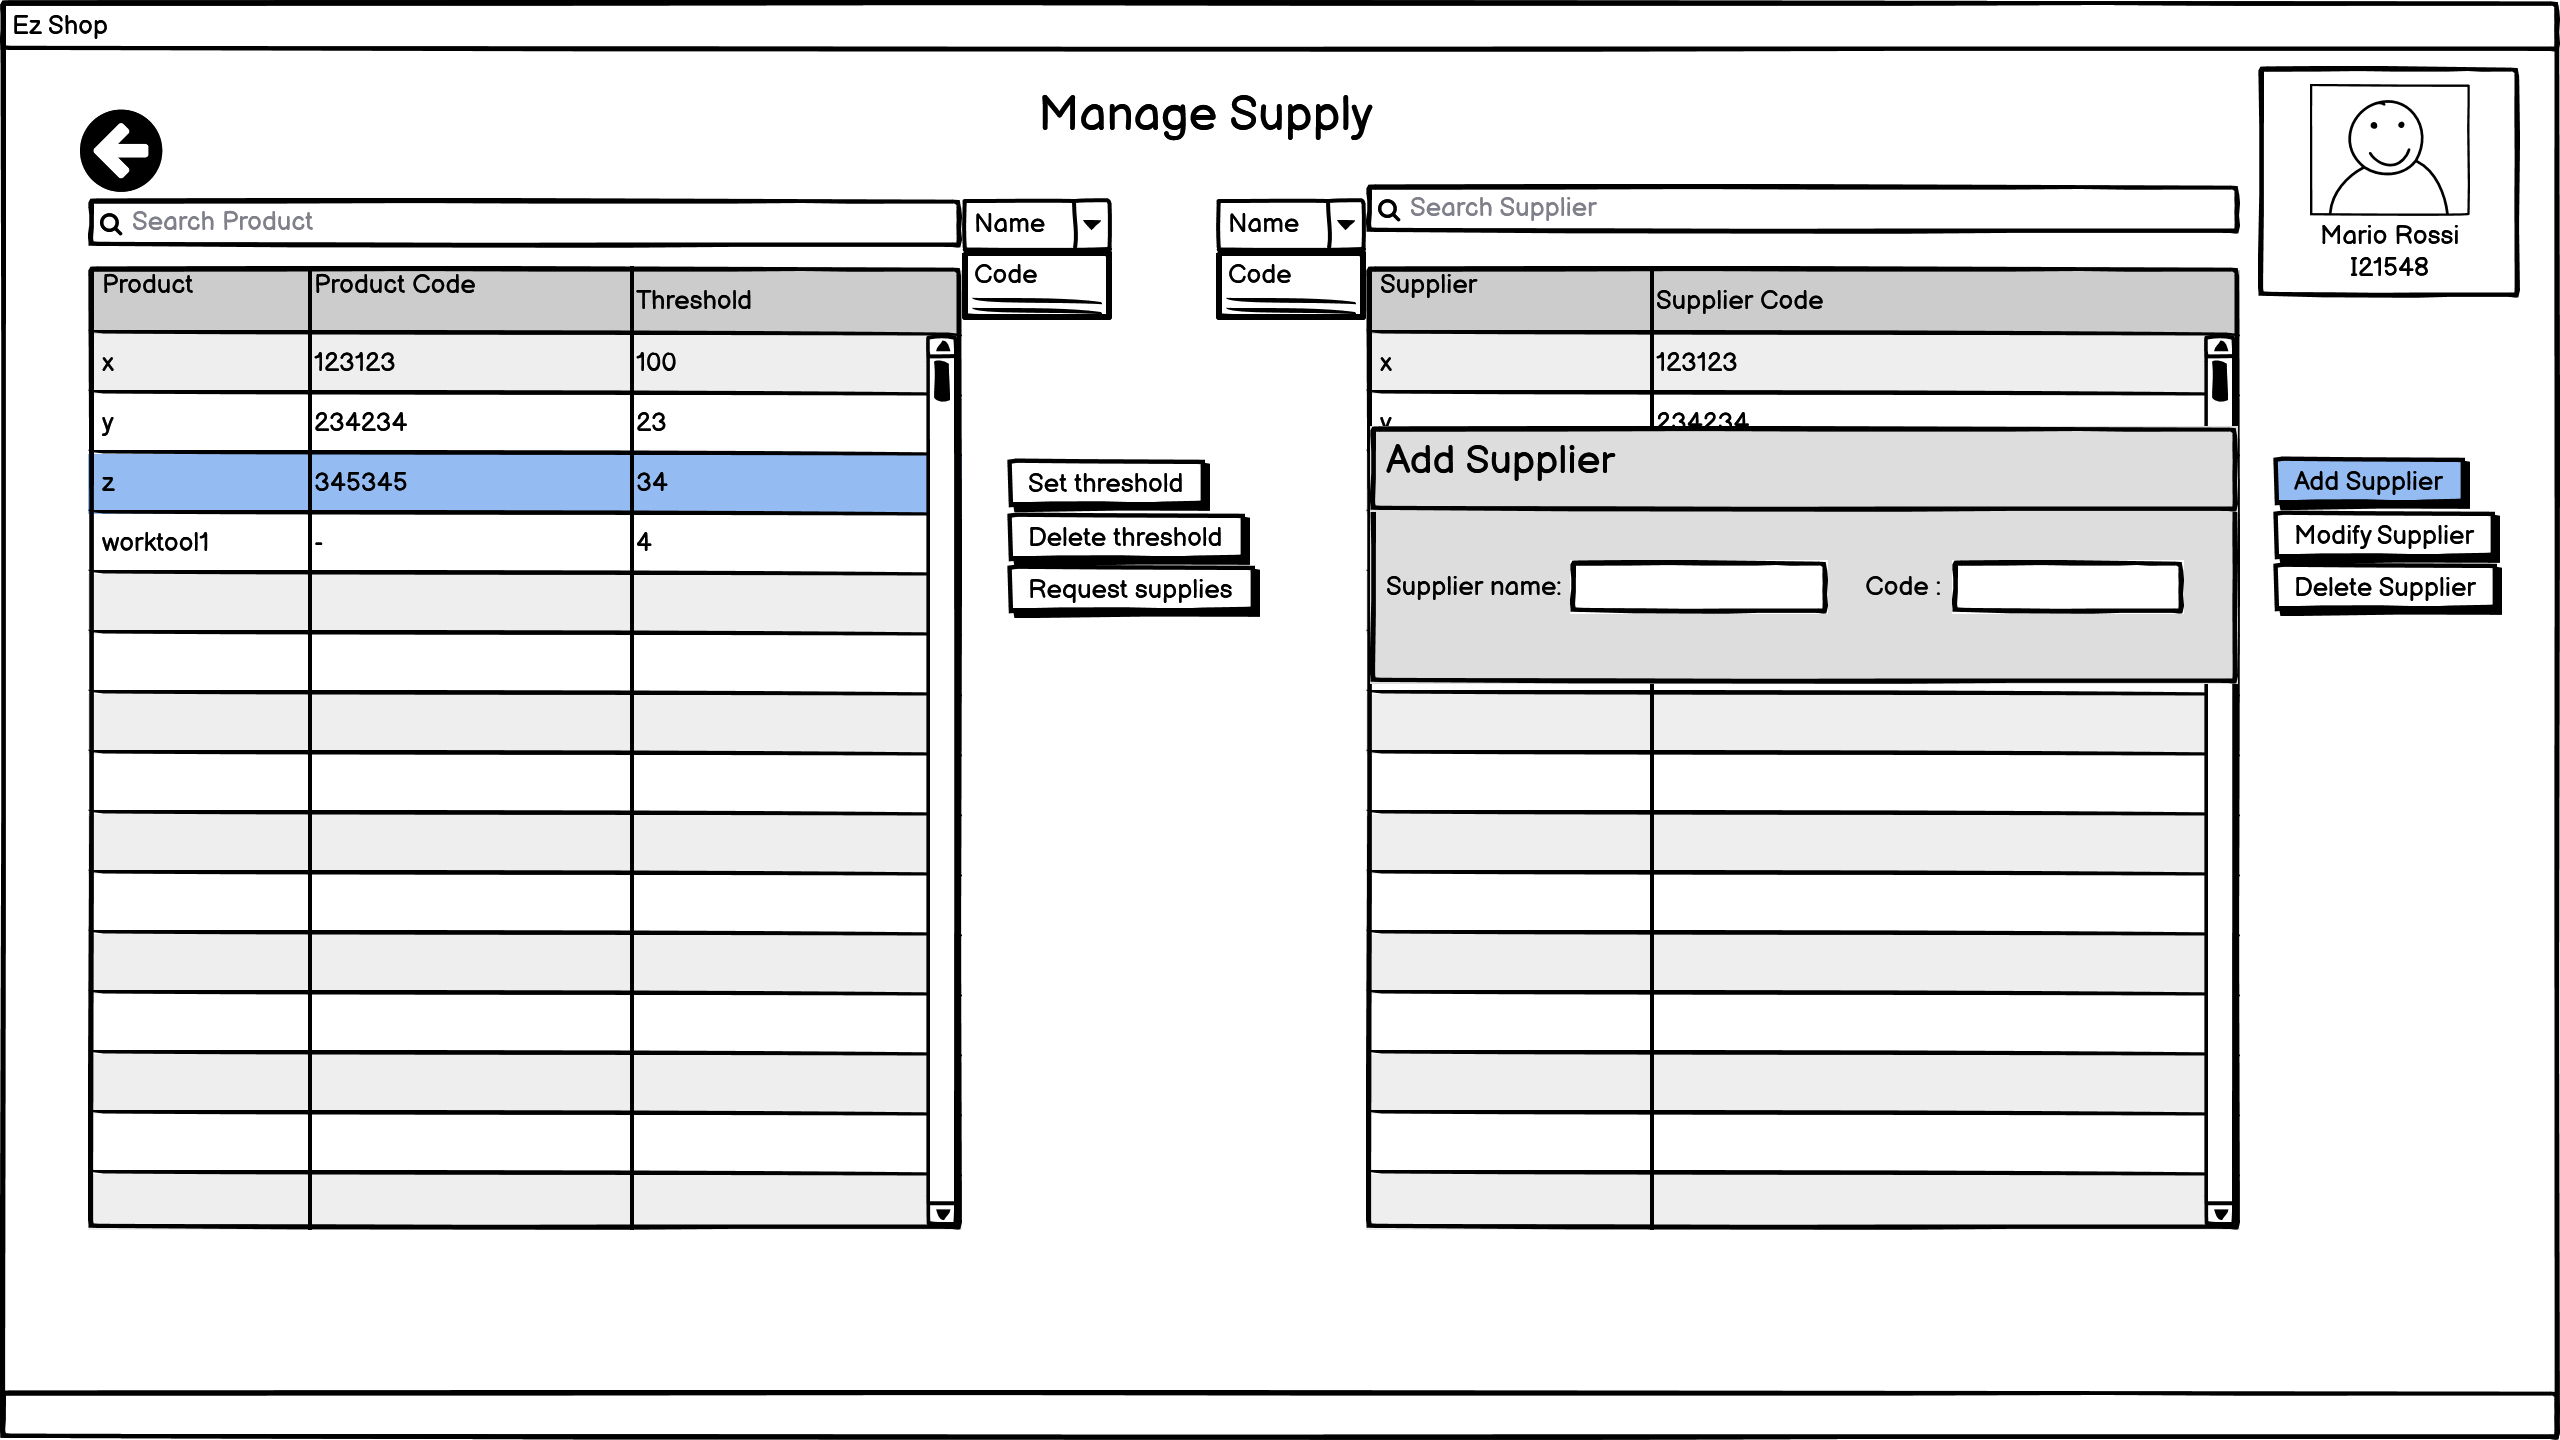 Ez Shop
Manage Supply
Mario Rossi
I21548
Search Product
Name
Code
Name
Code
Search Supplier
Product Product Code Threshold
x 123123 100
y 234234 23
z 345345 34
worktool1 - 4
Set threshold
Delete threshold
Request supplies
Supplier Supplier Code
x 123123
y 234234
Add Supplier
Supplier name: Code :
Add Supplier
Modify Supplier
Delete Supplier